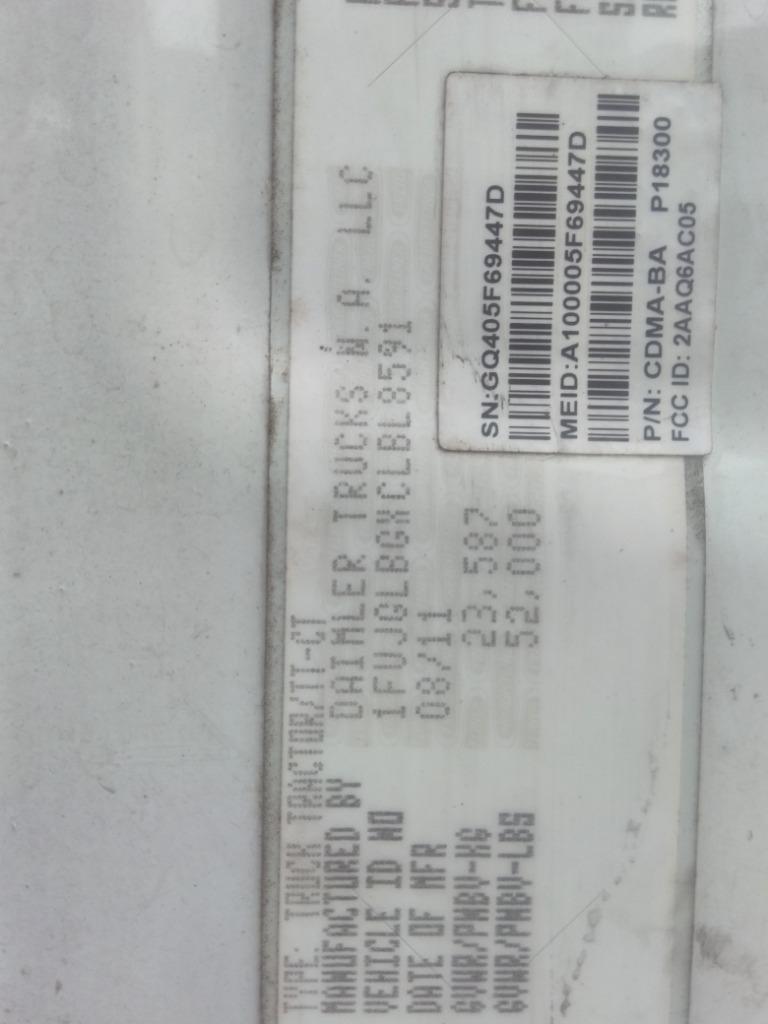 TYPE: TRUCK TRACTOR/TT-CT
MANUFACTURED BY DAIMLER TRUCKS N.A. LLC
VEHICLE ID NO 1FUJGLBGXCLBL8591
DATE OF MFR 08/11
GVWR/PNBV-KG 23,587
GVWR/PNBV-LBS 52,000
SN:GQ405F69447D
MEID:A100005F69447D
P/N: CDMA-BA P18300
FCC ID: 2AAQ6AC05